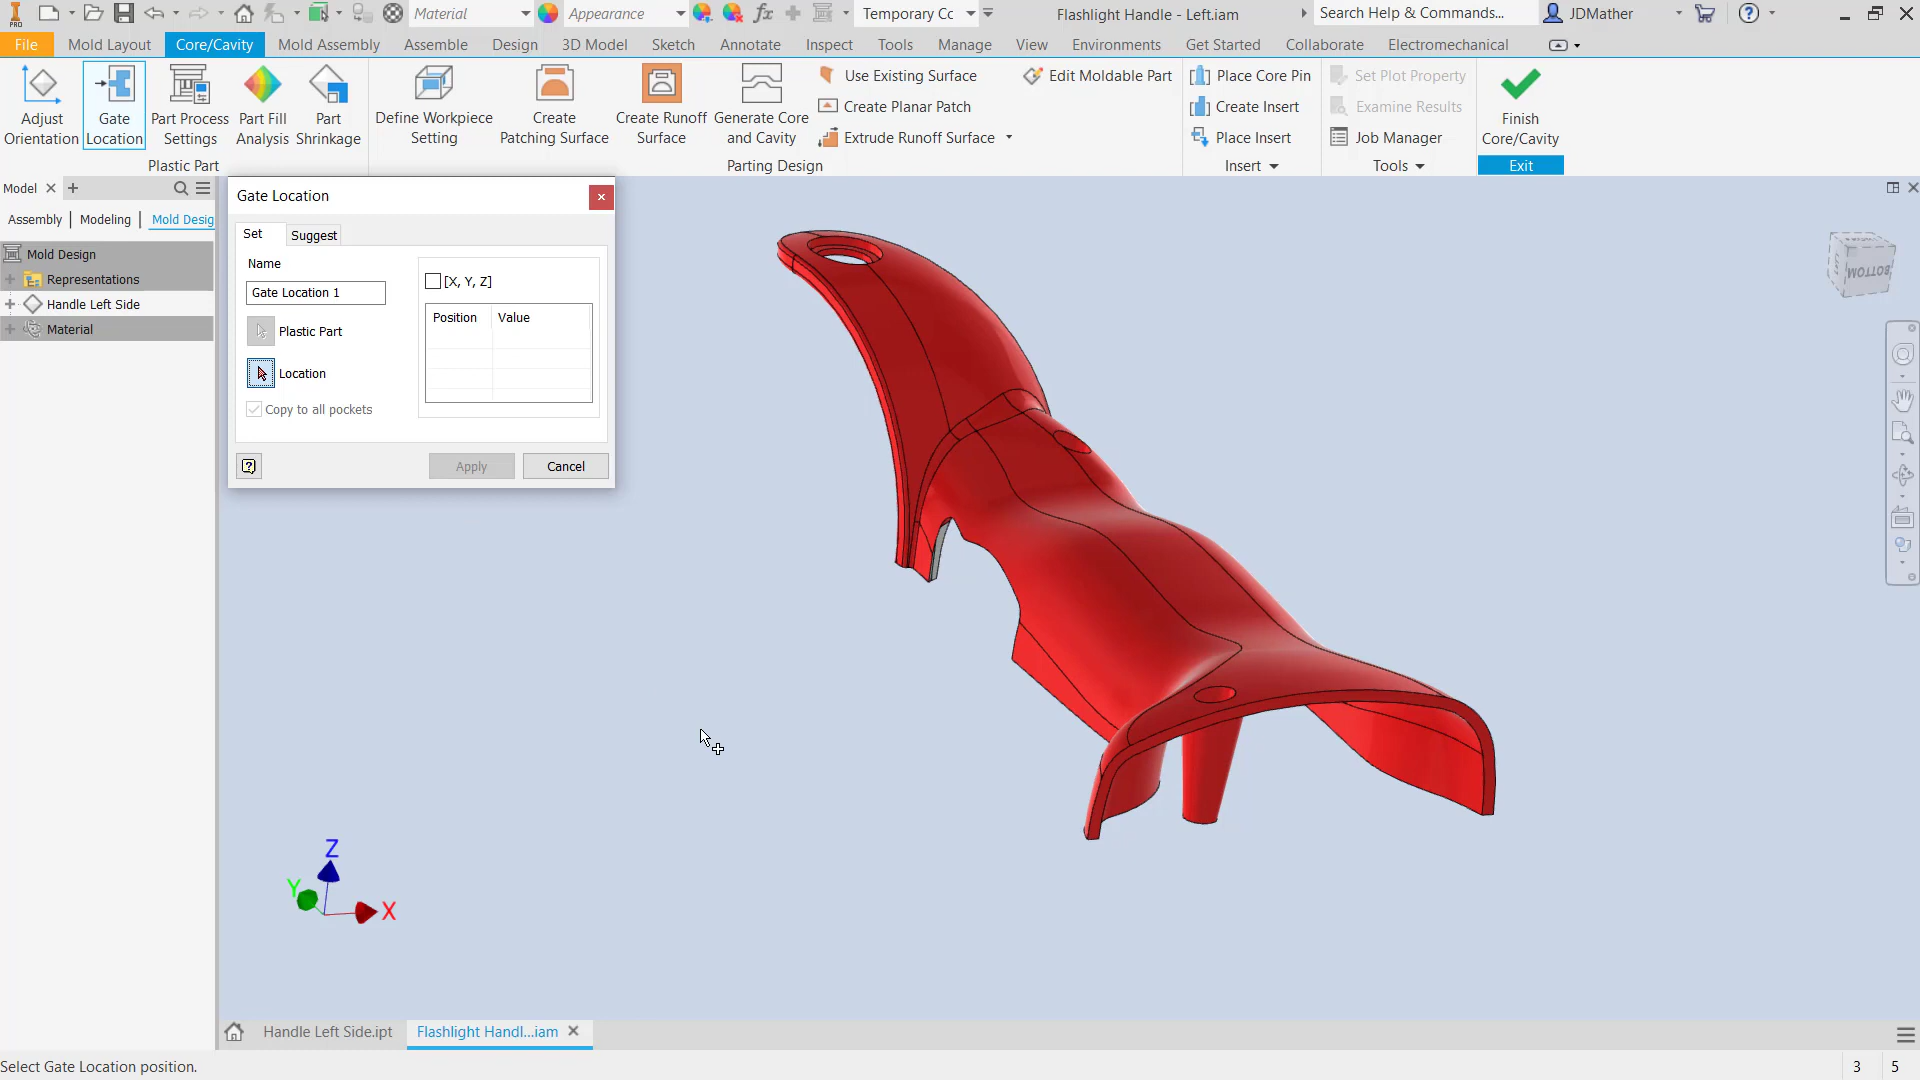 PRO
Material
Appearance
fx
Temporary Cc
Flashlight Handle - Left.iam
Search Help & Commands...
JDMather
File
Mold Layout
Core/Cavity
Mold Assembly
Assemble
Design
3D Model
Sketch
Annotate
Inspect
Tools
Manage
View
Environments
Get Started
Collaborate
Electromechanical
Adjust
Orientation
Gate
Location
Part Process
Settings
Part Fill
Analysis
Part
Shrinkage
Define Workpiece
Setting
Create
Patching Surface
Create Runoff
Surface
Generate Core
and Cavity
Use Existing Surface
Create Planar Patch
Extrude Runoff Surface
Edit Moldable Part
Place Core Pin
Create Insert
Place Insert
Set Plot Property
Examine Results
Job Manager
Finish
Core/Cavity
Plastic Part
Parting Design
Insert
Tools
Exit
Model
Assembly
Modeling
Mold Desig
Mold Design
Representations
Handle Left Side
Material
Gate Location
Set
Suggest
Name
Gate Location 1
Plastic Part
Location
Copy to all pockets
[X, Y, Z]
Position
Value
Apply
Cancel
BOTTOM
Z
Y
X
Handle Left Side.ipt
Flashlight Handl...iam
Select Gate Location position.
3
5